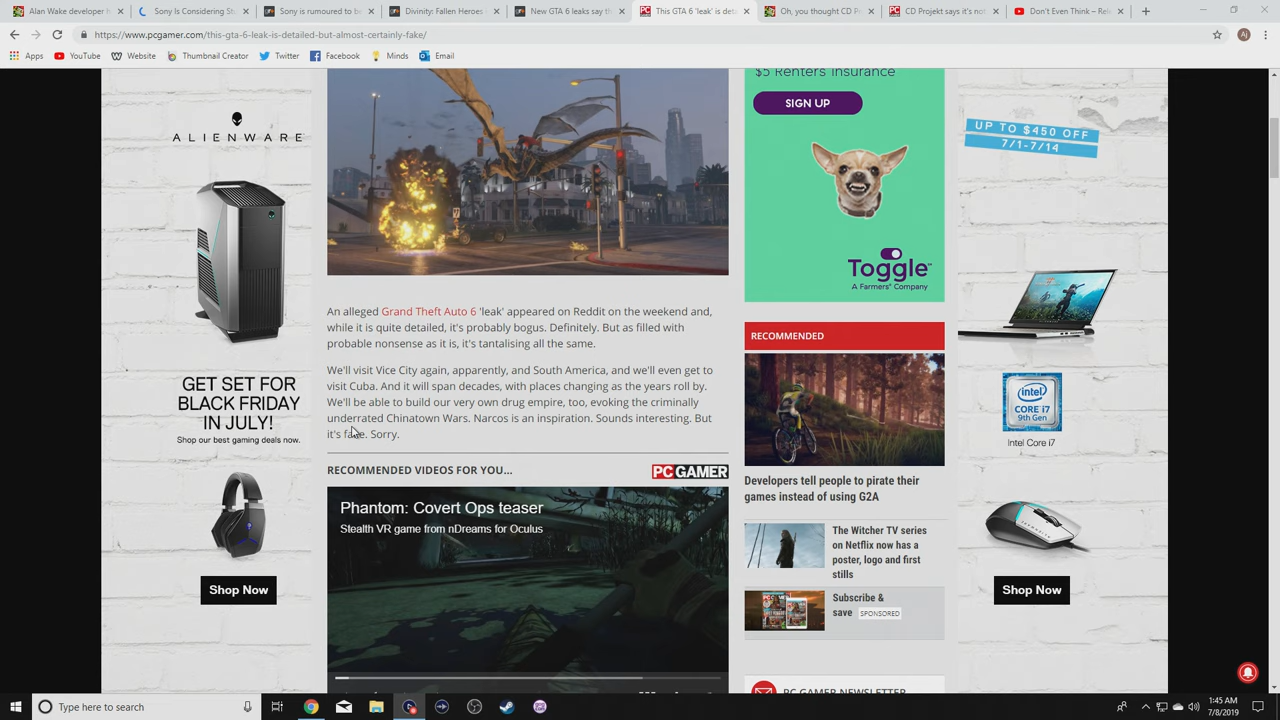 Alan Wake developer
Sony Is Considering St
Sony is rumoured to be
Divinity: Fallen Heroes
New GTA 6 leaks say th
This GTA 6 'leak' is det
Oh, you thought CD Pr
CD Projekt says it's not
Don't Even Think – Rel
https://www.pcgamer.com/this-gta-6-leak-is-detailed-but-almost-certainly-fake/
AJ
Apps
YouTube
Website
Thumbnail Creator
Twitter
Facebook
Minds
Email
ALIENWARE
GET SET FOR
BLACK FRIDAY
IN JULY!
Shop our best gaming deals now.
Shop Now
An alleged Grand Theft Auto 6 'leak' appeared on Reddit on the weekend and,
while it is quite detailed, it's probably bogus. Definitely. But as filled with
probable nonsense as it is, it's tantalising all the same.
We'll visit Vice City again, apparently, and South America, and we'll even get to
visit Cuba. And it will span decades, with places changing as the years roll by.
We'll be able to build our very own drug empire, too, evoking the criminally
underrated Chinatown Wars. Narcos is an inspiration. Sounds interesting. But
it's fake. Sorry.
RECOMMENDED VIDEOS FOR YOU...
PC GAMER
Phantom: Covert Ops teaser
Stealth VR game from nDreams for Oculus
$5 Renters Insurance
SIGN UP
Toggle™
A Farmers® Company
RECOMMENDED
Developers tell people to pirate their
games instead of using G2A
The Witcher TV series
on Netflix now has a
poster, logo and first
stills
Subscribe &
save SPONSORED
PC GAMER NEWSLETTER
UP TO $450 OFF
7/1-7/14
intel
CORE i7
9th Gen
Intel Core i7
Shop Now
Type here to search
1:45 AM
7/8/2019